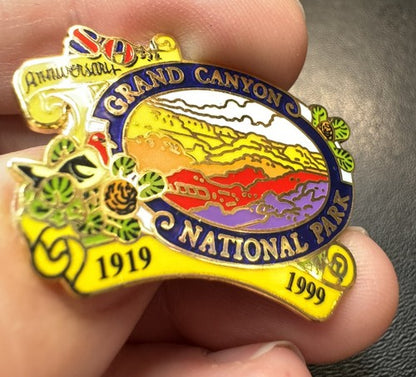 80th
Anniversary
GRAND CANYON
NATIONAL PARK
1919
1999